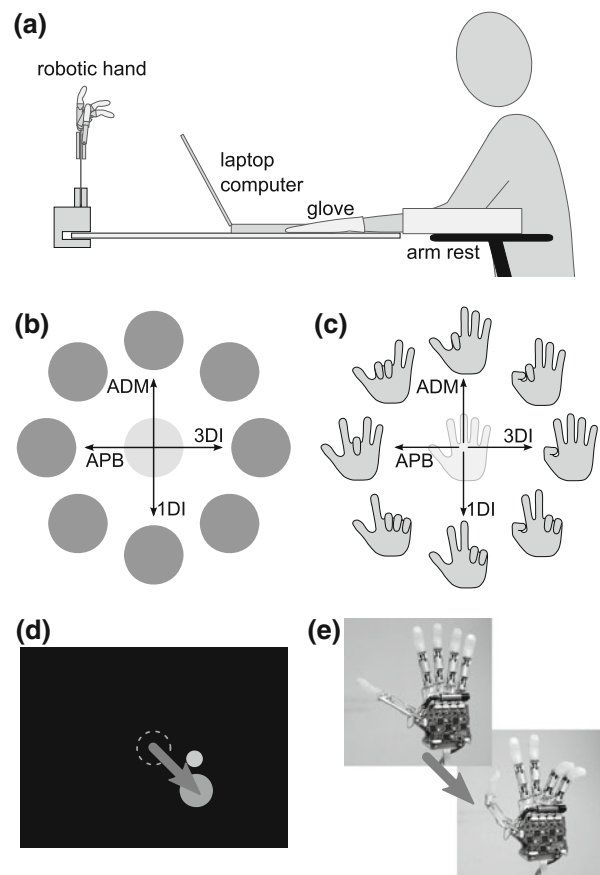 (a)
robotic hand
laptop
computer
glove
arm rest
(b)
ADM
3DI
APB
1DI
(c)
ADM
3DI
APB
1DI
(d)
(e)